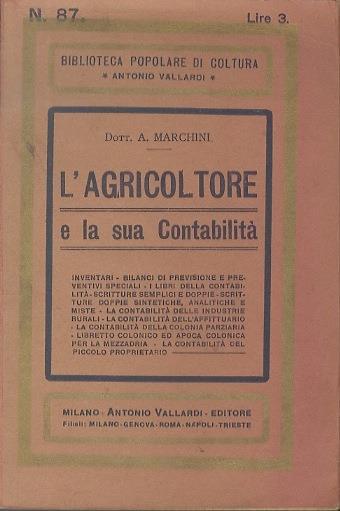 N. 87.
Lire 3.
BIBLIOTECA POPOLARE DI COLTURA
* ANTONIO VALLARDI *
DOTT. A. MARCHINI
L'AGRICOLTORE
e la sua Contabilità
INVENTARI - BILANCI DI PREVISIONE E PRE-
VENTIVI SPECIALI - I LIBRI DELLA CONTABI-
LITÀ - SCRITTURE SEMPLICI E DOPPIE - SCRIT-
TURE DOPPIE SINTETICHE, ANALITICHE E
MISTE - LA CONTABILITÀ DELLE INDUSTRIE
RURALI - LA CONTABILITÀ DELL'AFFITTUARIO
- LA CONTABILITÀ DELLA COLONIA PARZIARIA
- LIBRETTO COLONICO ED APOCA COLONICA
PER LA MEZZADRIA - LA CONTABILITÀ DEL
PICCOLO PROPRIETARIO
MILANO - ANTONIO VALLARDI - EDITORE
Filiali: MILANO-GENOVA-ROMA-NAPOLI-TRIESTE